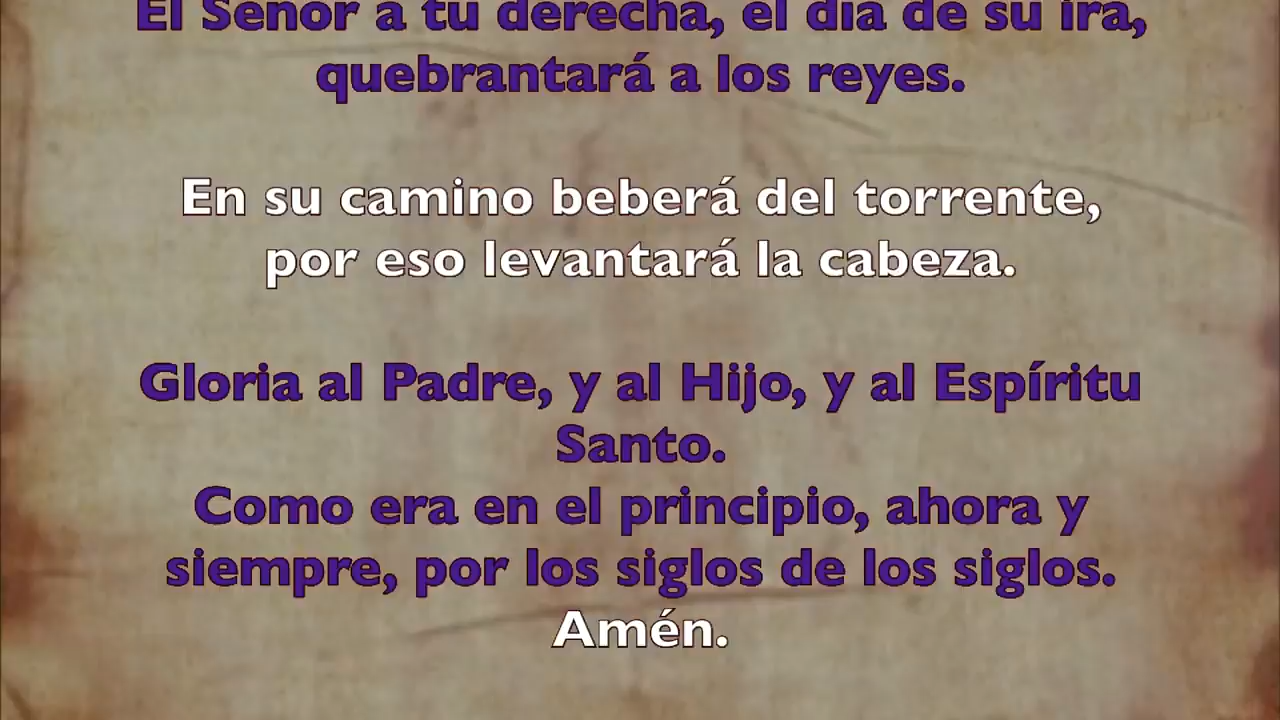 El Señor a tu derecha, el día de su ira,
quebrantará a los reyes.
En su camino beberá del torrente,
por eso levantará la cabeza.
Gloria al Padre, y al Hijo, y al Espíritu
Santo.
Como era en el principio, ahora y
siempre, por los siglos de los siglos.
Amén.